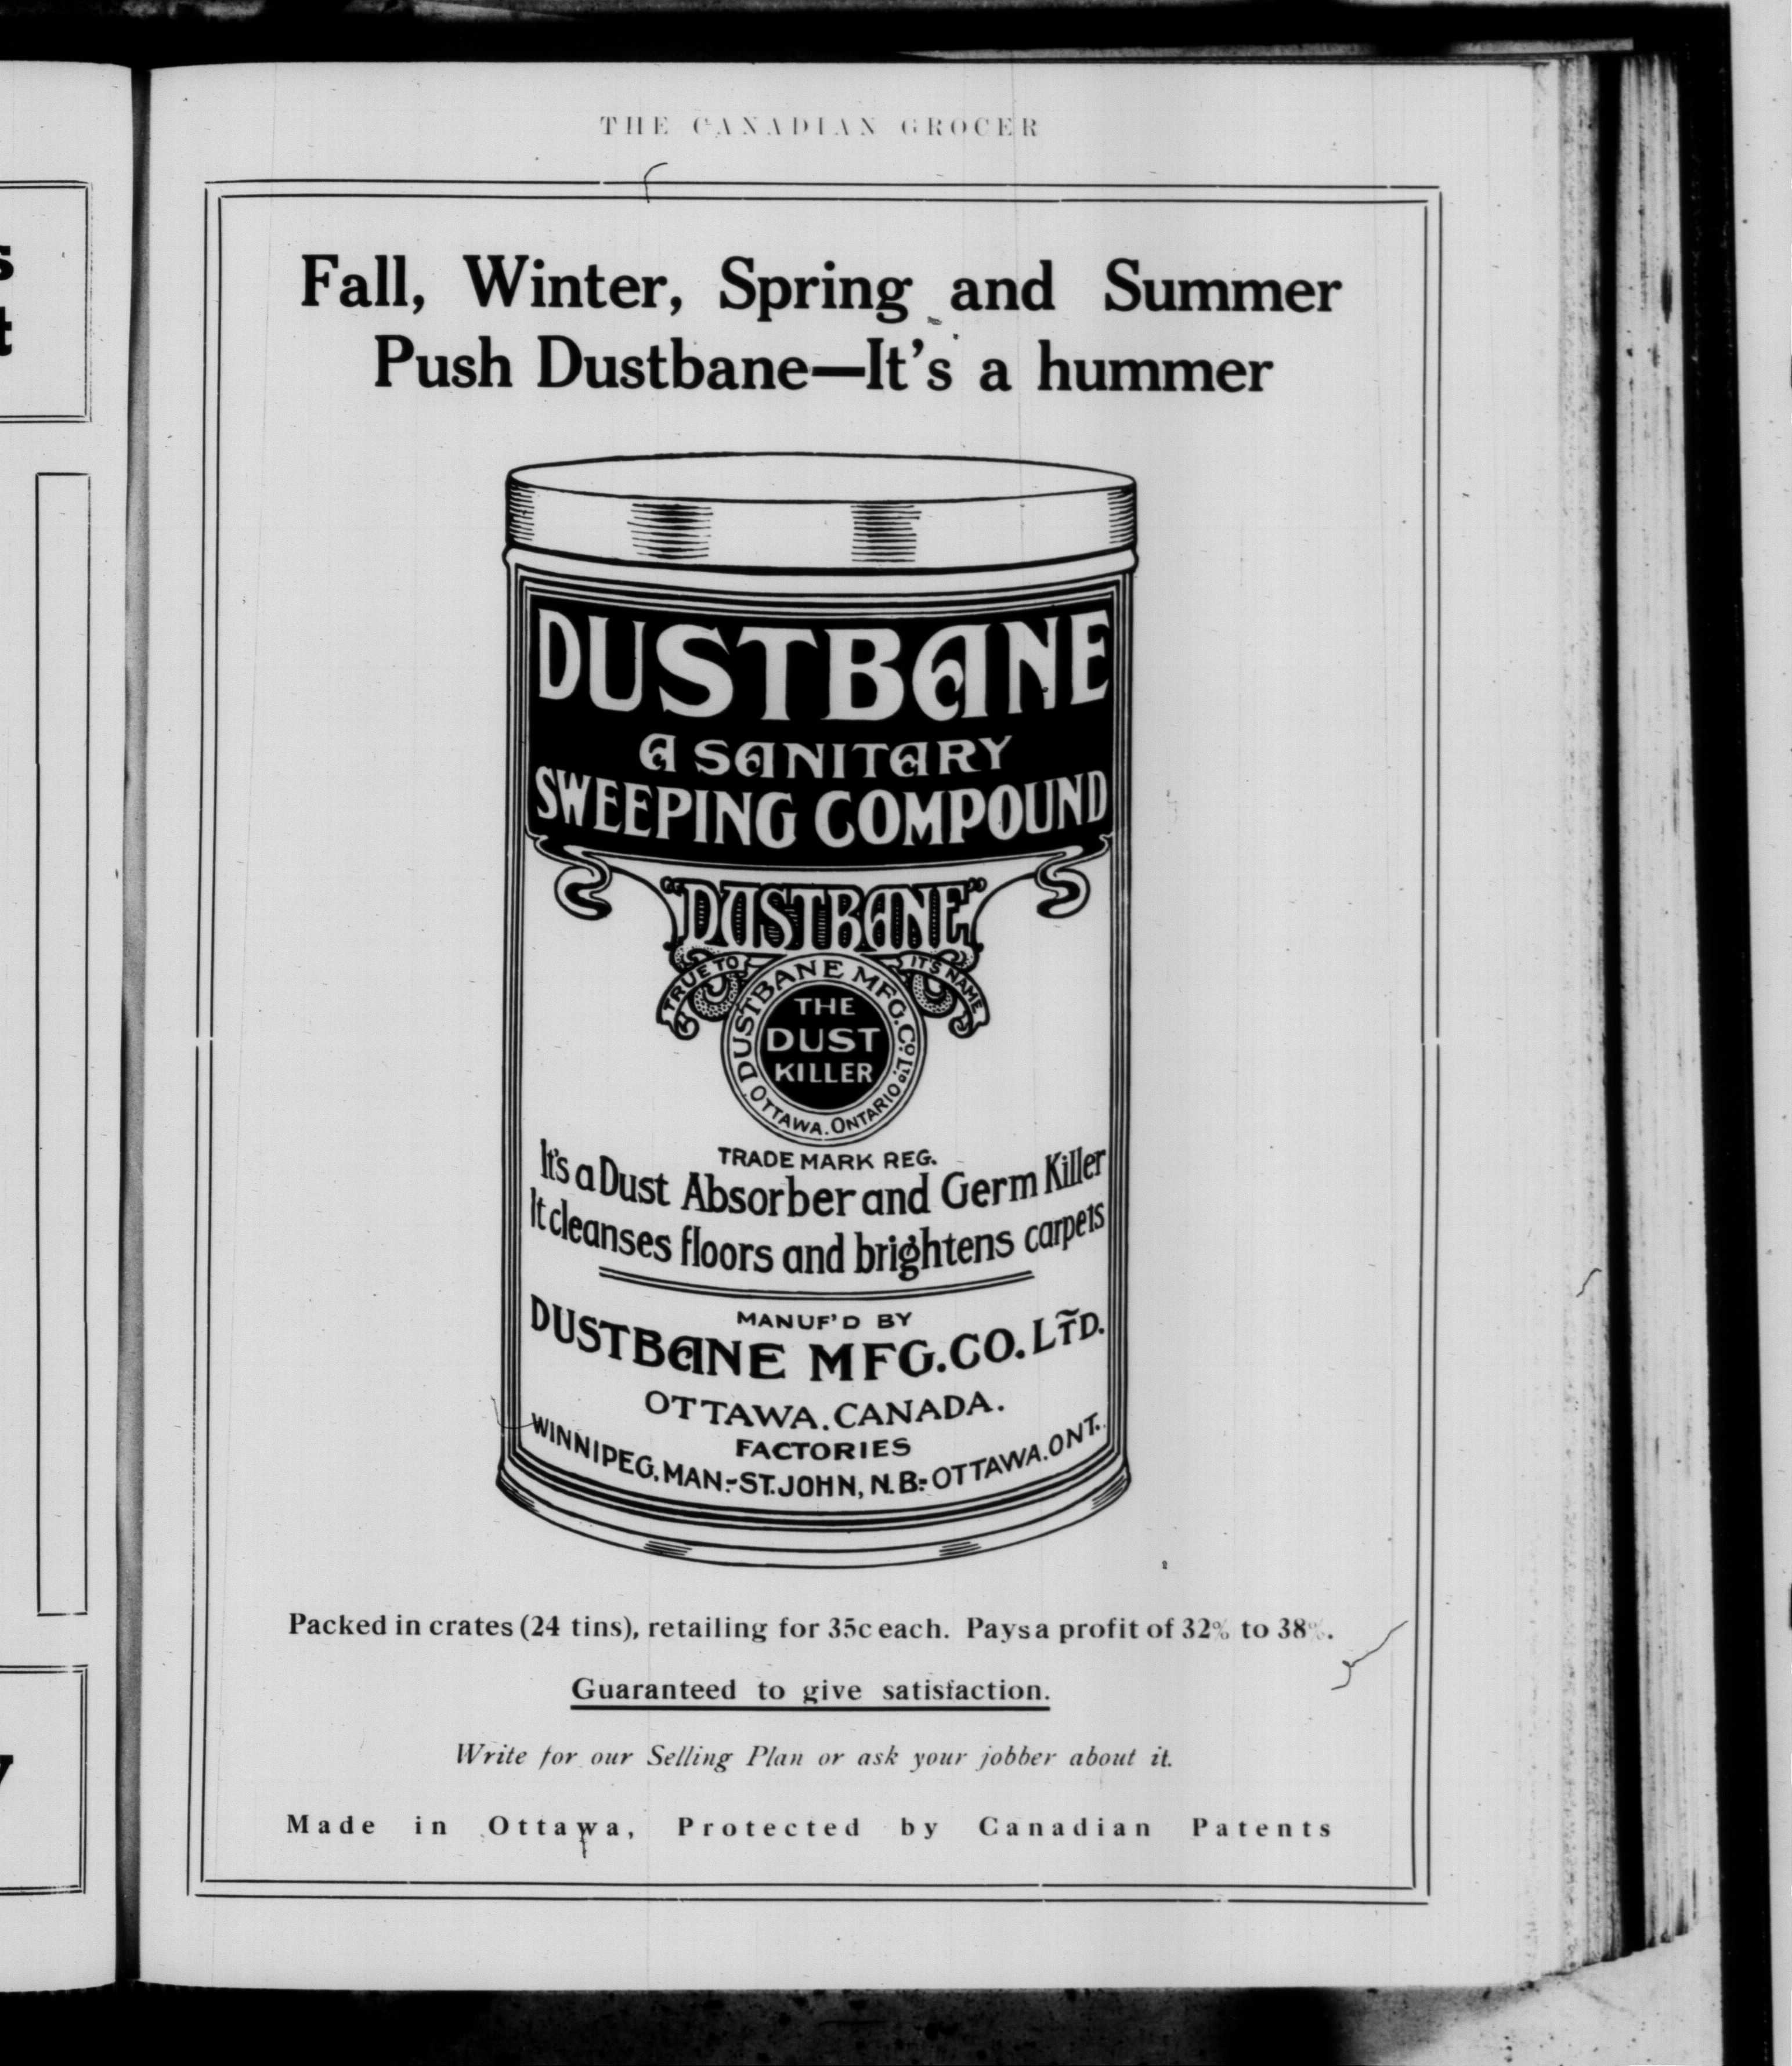 THE CANADIAN GROCER
Fall, Winter, Spring and Summer
Push Dustbane—It's a hummer
DUSTBANE
A SANITARY
SWEEPING COMPOUND
"DUSTBANE"
TRUE TO IT'S NAME
DUSTBANE MFG. CO. LTD.
THE
DUST
KILLER
OTTAWA. ONTARIO
TRADE MARK REG.
It's a Dust Absorber and Germ Killer
It cleanses floors and brightens carpets
MANUF'D BY
DUSTBANE MFG. CO. LTD.
OTTAWA. CANADA.
FACTORIES
WINNIPEG. MAN:-ST. JOHN, N.B:-OTTAWA. ONT.
Packed in crates (24 tins), retailing for 35c each. Pays a profit of 32% to 38%.
Guaranteed to give satisfaction.
Write for our Selling Plan or ask your jobber about it.
Made in Ottawa, Protected by Canadian Patents